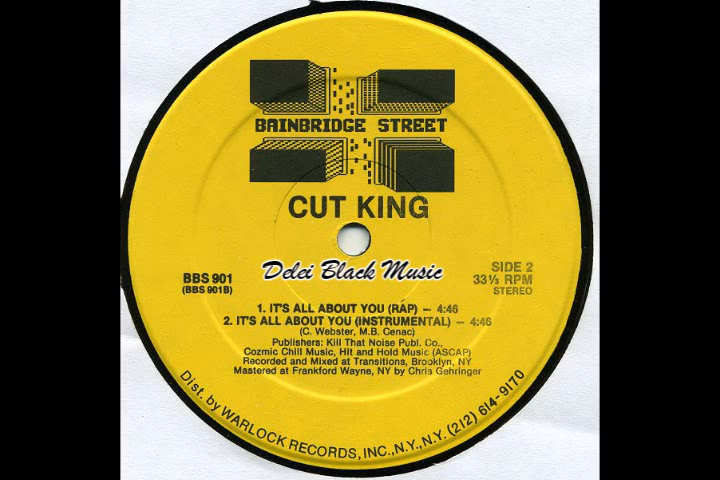 BAINBRIDGE STREET
CUT KING
Delci Black Music
BBS 901
(BBS 901B)
SIDE 2
33⅓ RPM
STEREO
1. IT'S ALL ABOUT YOU (RAP) – 4:46
2. IT'S ALL ABOUT YOU (INSTRUMENTAL) – 4:46
(C. Webster, M.B. Cenac)
Publishers: Kill That Noise Publ. Co.,
Cozmic Chill Music, Hit and Hold Music (ASCAP)
Recorded and Mixed at Transitions, Brooklyn, NY
Mastered at Frankford Wayne, NY by Chris Gehringer
Dist. by WARLOCK RECORDS, INC., N.Y., N.Y. (212) 614-9170